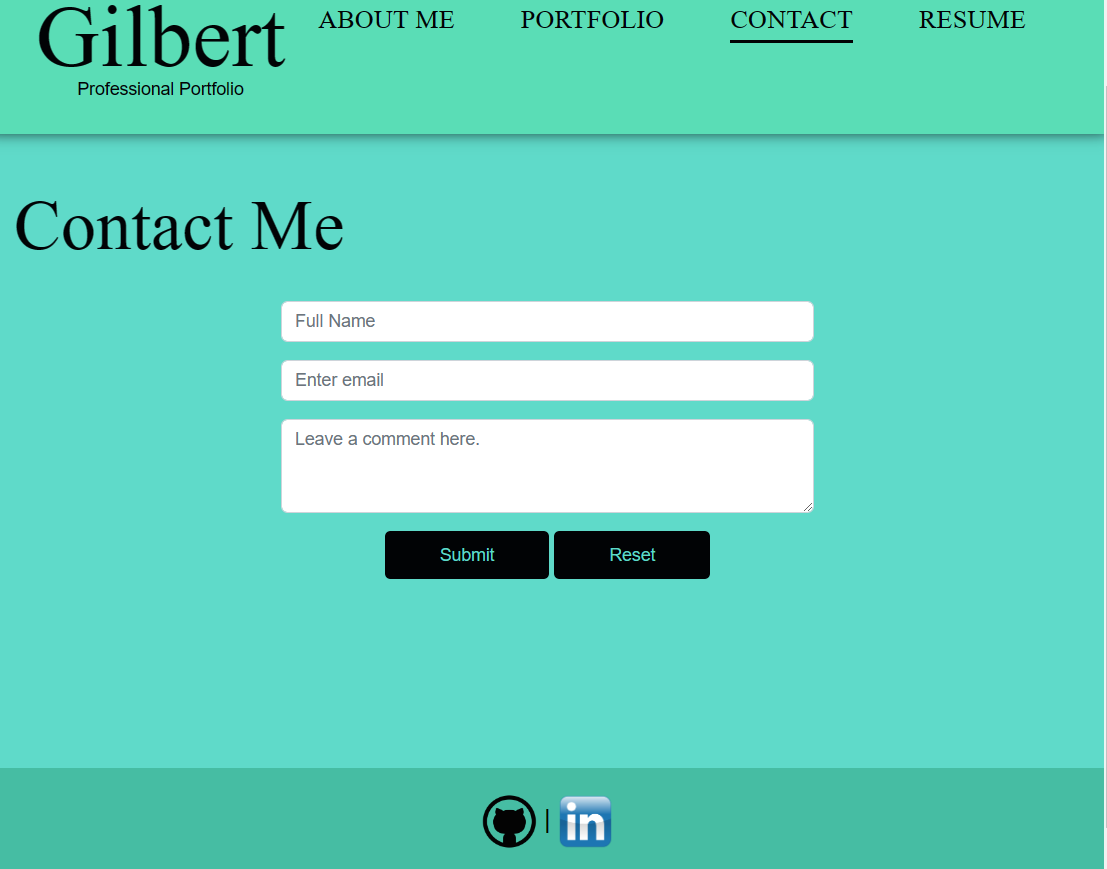 Gilbert
ABOUT ME PORTFOLIO CONTACT RESUME
Professional Portfolio
Contact Me
Full Name
Enter email
Leave a comment here.
Submit Reset
| in